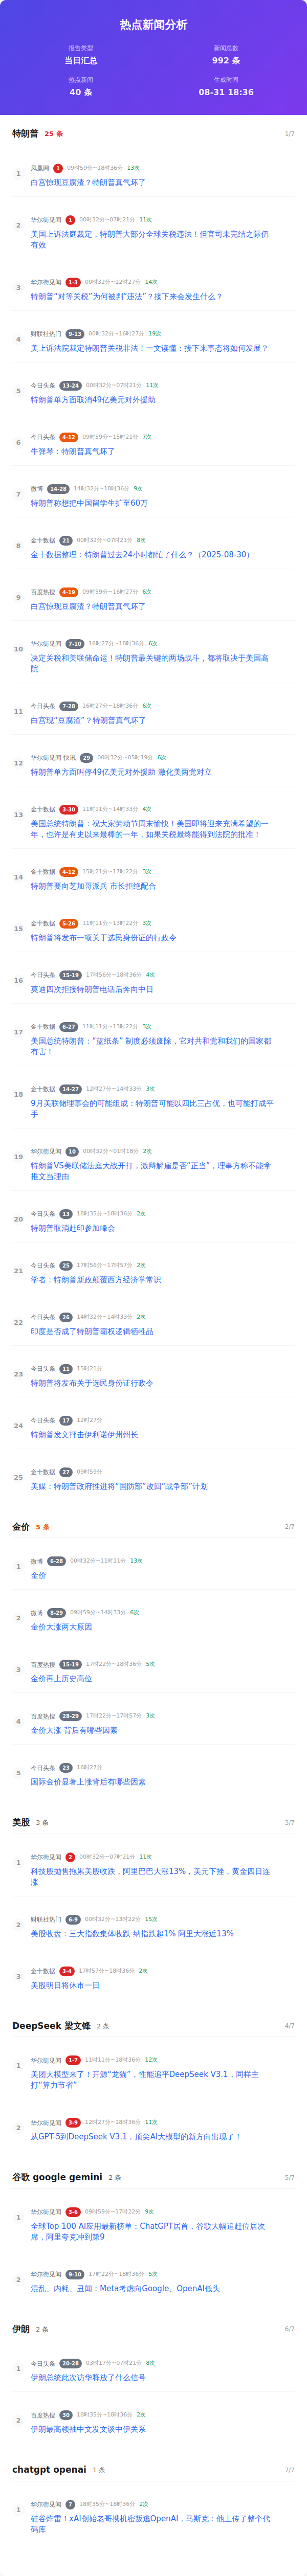 热点新闻分析
报告类型
新闻总数
当日汇总
992 条
热点新闻
生成时间
40 条
08-31 18:36
特朗普 25 条 1/7
1
凤凰网 1 09时59分~18时36分 13次
白宫惊现豆腐渣？特朗普真气坏了
2
华尔街见闻 1 00时32分~07时21分 11次
美国上诉法庭裁定，特朗普大部分全球关税违法！但官司未完结之际仍
有效
3
华尔街见闻 1-3 00时32分~12时27分 14次
特朗普“对等关税”为何被判“违法”？接下来会发生什么？
4
财联社热门 9-13 00时32分~16时27分 19次
美上诉法院裁定特朗普关税非法！一文读懂：接下来事态将如何发展？
5
今日头条 13-24 00时32分~07时21分 11次
特朗普单方面取消49亿美元对外援助
6
今日头条 4-12 09时59分~15时21分 7次
牛弹琴：特朗普真气坏了
7
微博 14-28 14时32分~18时36分 9次
特朗普称想把中国留学生扩至60万
8
金十数据 21 00时32分~07时21分 8次
金十数据整理：特朗普过去24小时都忙了什么？（2025-08-30）
9
百度热搜 4-19 09时59分~16时27分 6次
白宫惊现豆腐渣？特朗普真气坏了
10
华尔街见闻 7-10 16时27分~18时36分 6次
决定关税和美联储命运！特朗普最关键的两场战斗，都将取决于美国高
院
11
今日头条 7-28 16时27分~18时36分 6次
白宫现“豆腐渣”？特朗普真气坏了
12
华尔街见闻-快讯 29 00时32分~05时19分 6次
特朗普单方面叫停49亿美元对外援助 激化美两党对立
13
金十数据 3-30 11时11分~14时33分 4次
美国总统特朗普：祝大家劳动节周末愉快！美国即将迎来充满希望的一
年，也许是有史以来最棒的一年，如果关税最终能得到法院的批准！
14
金十数据 4-12 15时21分~17时22分 3次
特朗普要向芝加哥派兵 市长拒绝配合
15
金十数据 5-26 11时11分~13时22分 3次
特朗普将发布一项关于选民身份证的行政令
16
今日头条 15-19 17时56分~18时36分 4次
莫迪四次拒接特朗普电话后奔向中日
17
金十数据 6-27 11时11分~13时22分 3次
美国总统特朗普：“蓝纸条” 制度必须废除，它对共和党和我们的国家都
有害！
18
金十数据 14-27 12时27分~14时33分 3次
9月美联储理事会的可能组成：特朗普可能以四比三占优，也可能打成平
手
19
华尔街见闻 10 00时32分~01时18分 2次
特朗普VS美联储法庭大战开打，激辩解雇是否“正当”，理事方称不能拿
推文当理由
20
今日头条 13 18时35分~18时36分 2次
特朗普取消赴印参加峰会
21
今日头条 25 17时56分~17时57分 2次
学者：特朗普新政颠覆西方经济学常识
22
今日头条 26 14时32分~14时33分 2次
印度是否成了特朗普霸权逻辑牺牲品
23
今日头条 11 15时21分
特朗普将发布关于选民身份证行政令
24
今日头条 17 12时27分
特朗普发文抨击伊利诺伊州州长
25
金十数据 27 09时59分
美媒：特朗普政府推进将“国防部”改回“战争部”计划
金价 5 条 2/7
1
微博 6-28 00时32分~11时11分 13次
金价
2
微博 8-29 09时59分~14时33分 6次
金价大涨两大原因
3
百度热搜 15-19 17时22分~18时36分 5次
金价再上历史高位
4
百度热搜 28-29 17时22分~17时57分 3次
金价大涨 背后有哪些因素
5
今日头条 23 16时27分
国际金价显著上涨背后有哪些因素
美股 3 条 3/7
1
华尔街见闻 2 00时32分~07时21分 11次
科技股抛售拖累美股收跌，阿里巴巴大涨13%，美元下挫，黄金四日连
涨
2
财联社热门 6-9 00时32分~13时22分 15次
美股收盘：三大指数集体收跌 纳指跌超1% 阿里大涨近13%
3
金十数据 3-4 17时57分~18时36分 2次
美股明日将休市一日
DeepSeek 梁文锋 2 条 4/7
1
华尔街见闻 1-7 11时11分~18时36分 12次
美团大模型来了！开源“龙猫”，性能追平DeepSeek V3.1，同样主
打“算力节省”
2
华尔街见闻 3-9 12时27分~18时36分 11次
从GPT-5到DeepSeek V3.1，顶尖AI大模型的新方向出现了！
谷歌 google gemini 2 条 5/7
1
华尔街见闻 3-6 09时59分~17时22分 9次
全球Top 100 AI应用最新榜单：ChatGPT居首，谷歌大幅追赶位居次
席，阿里夸克冲到第9
2
华尔街见闻 9-10 17时22分~18时36分 5次
混乱、内耗、丑闻：Meta考虑向Google、OpenAI低头
伊朗 2 条 6/7
1
今日头条 20-28 03时17分~07时21分 8次
伊朗总统此次访华释放了什么信号
2
百度热搜 30 18时35分~18时36分 2次
伊朗最高领袖中文发文谈中伊关系
chatgpt openai 1 条 7/7
1
华尔街见闻 7 18时35分~18时36分 2次
硅谷炸雷！xAI创始老哥携机密叛逃OpenAI，马斯克：他上传了整个代
码库